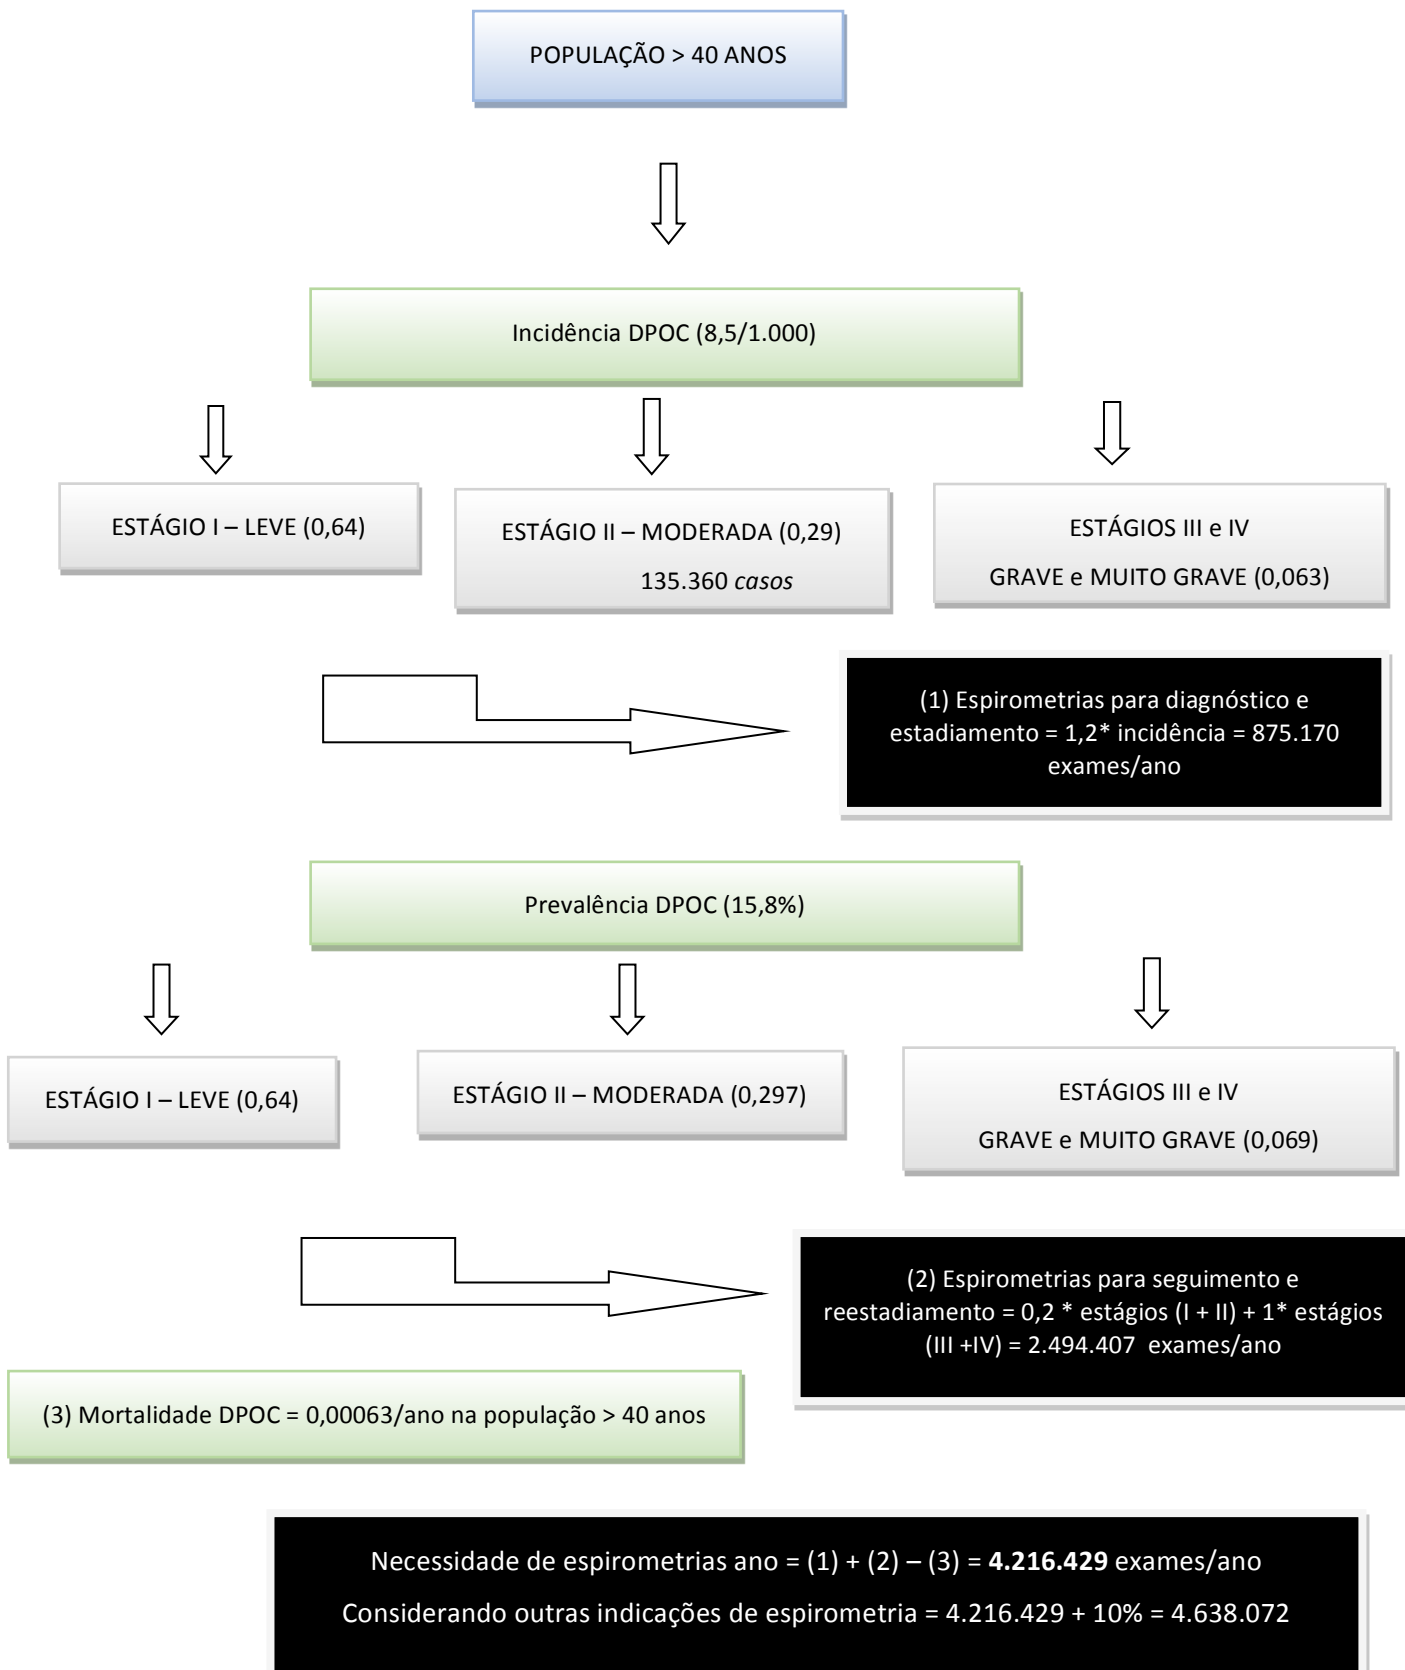 POPULAÇÃO > 40 ANOS
Incidência DPOC (8,5/1.000)
ESTÁGIO I – LEVE (0,64)
ESTÁGIO II – MODERADA (0,29)
135.360 casos
ESTÁGIOS III e IV
GRAVE e MUITO GRAVE (0,063)
(1) Espirometrias para diagnóstico e
estadiamento = 1,2* incidência = 875.170
exames/ano
Prevalência DPOC (15,8%)
ESTÁGIO I – LEVE (0,64)
ESTÁGIO II – MODERADA (0,297)
ESTÁGIOS III e IV
GRAVE e MUITO GRAVE (0,069)
(2) Espirometrias para seguimento e
reestadiamento = 0,2 * estágios (I + II) + 1* estágios
(III +IV) = 2.494.407 exames/ano
(3) Mortalidade DPOC = 0,00063/ano na população > 40 anos
Necessidade de espirometrias ano = (1) + (2) – (3) = 4.216.429 exames/ano
Considerando outras indicações de espirometria = 4.216.429 + 10% = 4.638.072